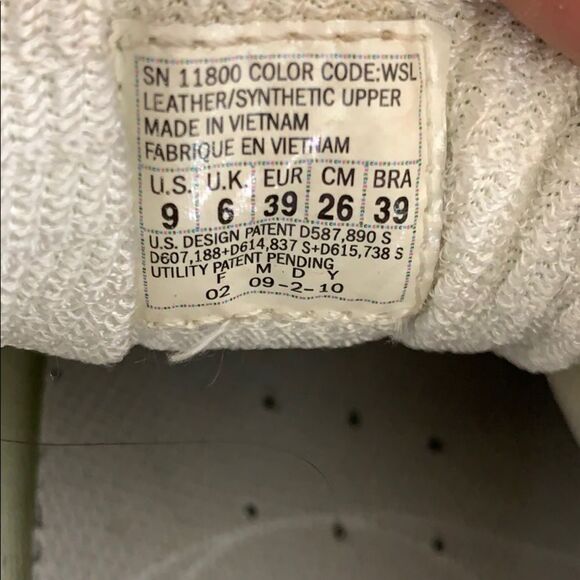 SN 11800 COLOR CODE:WSL
LEATHER/SYNTHETIC UPPER
MADE IN VIETNAM
FABRIQUE EN VIETNAM
U.S. U.K. EUR CM BRA
9 6 39 26 39
U.S. DESIGN PATENT D587,890 S
D607,188+D614,837 S+D615,738 S
UTILITY PATENT PENDING
F M D Y
02 09-2-10